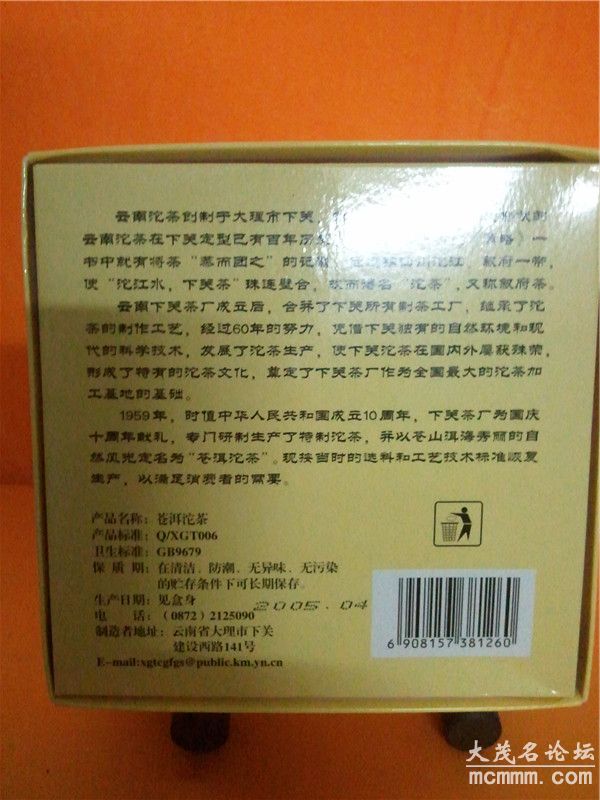 云南沱茶创制于大理市下关，
云南沱茶在下关定型已有百年历
书中就有将茶“蒸而团之”的记
使“沱江水，下关茶”珠连璧合，故而得名“沱茶”，又称叙府茶。
云南下关茶厂成立后，合并了下关所有制茶工厂，继承了沱
茶的制作工艺，经过60年的努力，凭借下关独有的自然环境和现
代的科学技术，发展了沱茶生产，使下关沱茶在国内外屡获殊荣，
形成了特有的沱茶文化，奠定了下关茶厂作为全国最大的沱茶加
工基地的基础。
1959年，时值中华人民共和国成立10周年，下关茶厂为国庆
十周年献礼，专门研制生产了特制沱茶，并以苍山洱海秀丽的自
然风光定名为“苍洱沱茶”。现按当时的选料和工艺技术标准恢复
生产，以满足消费者的需要。
产品名称：苍洱沱茶
产品标准：Q/XGT006
卫生标准：GB9679
保 质 期：在清洁、防潮、无异味、无污染
的贮存条件下可长期保存。
生产日期：见盒身
2005.04
电 话：(0872) 2125090
制造者地址：云南省大理市下关
建设西路141号
E-mail:xgtcgfgs@public.km.yn.cn
6 908157 381260
大茂名论坛
mcmmm.com